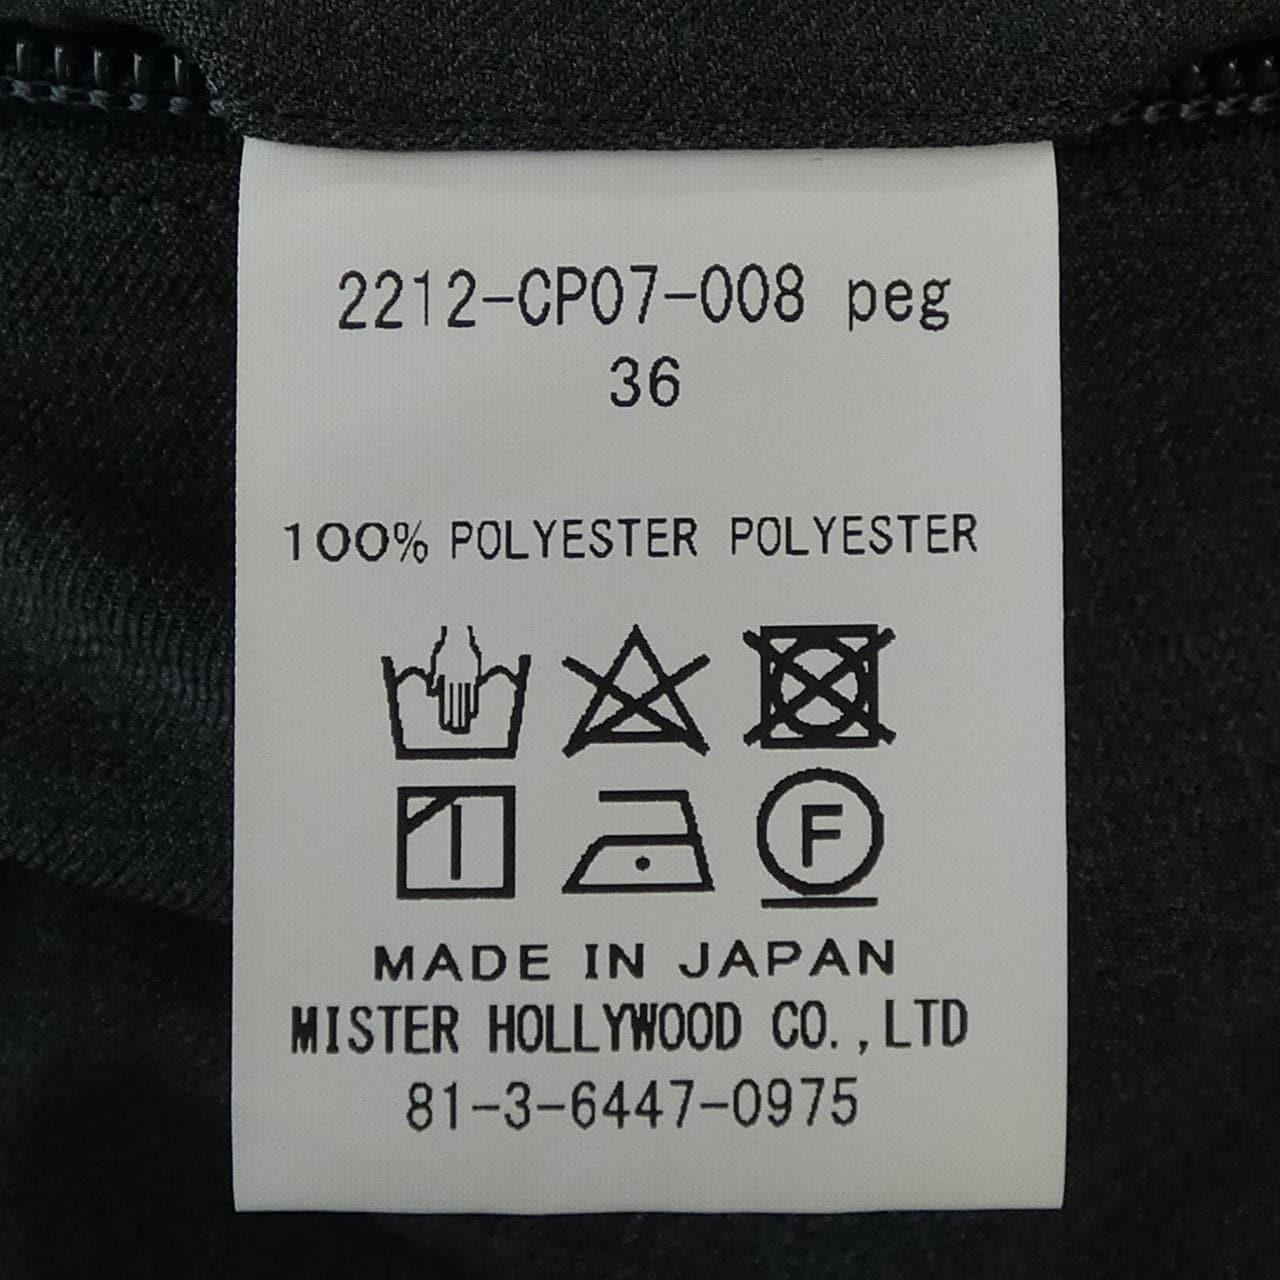 2212-CP07-008 peg
36
100% POLYESTER POLYESTER
F
MADE IN JAPAN
MISTER HOLLYWOOD CO.,LTD
81-3-6447-0975